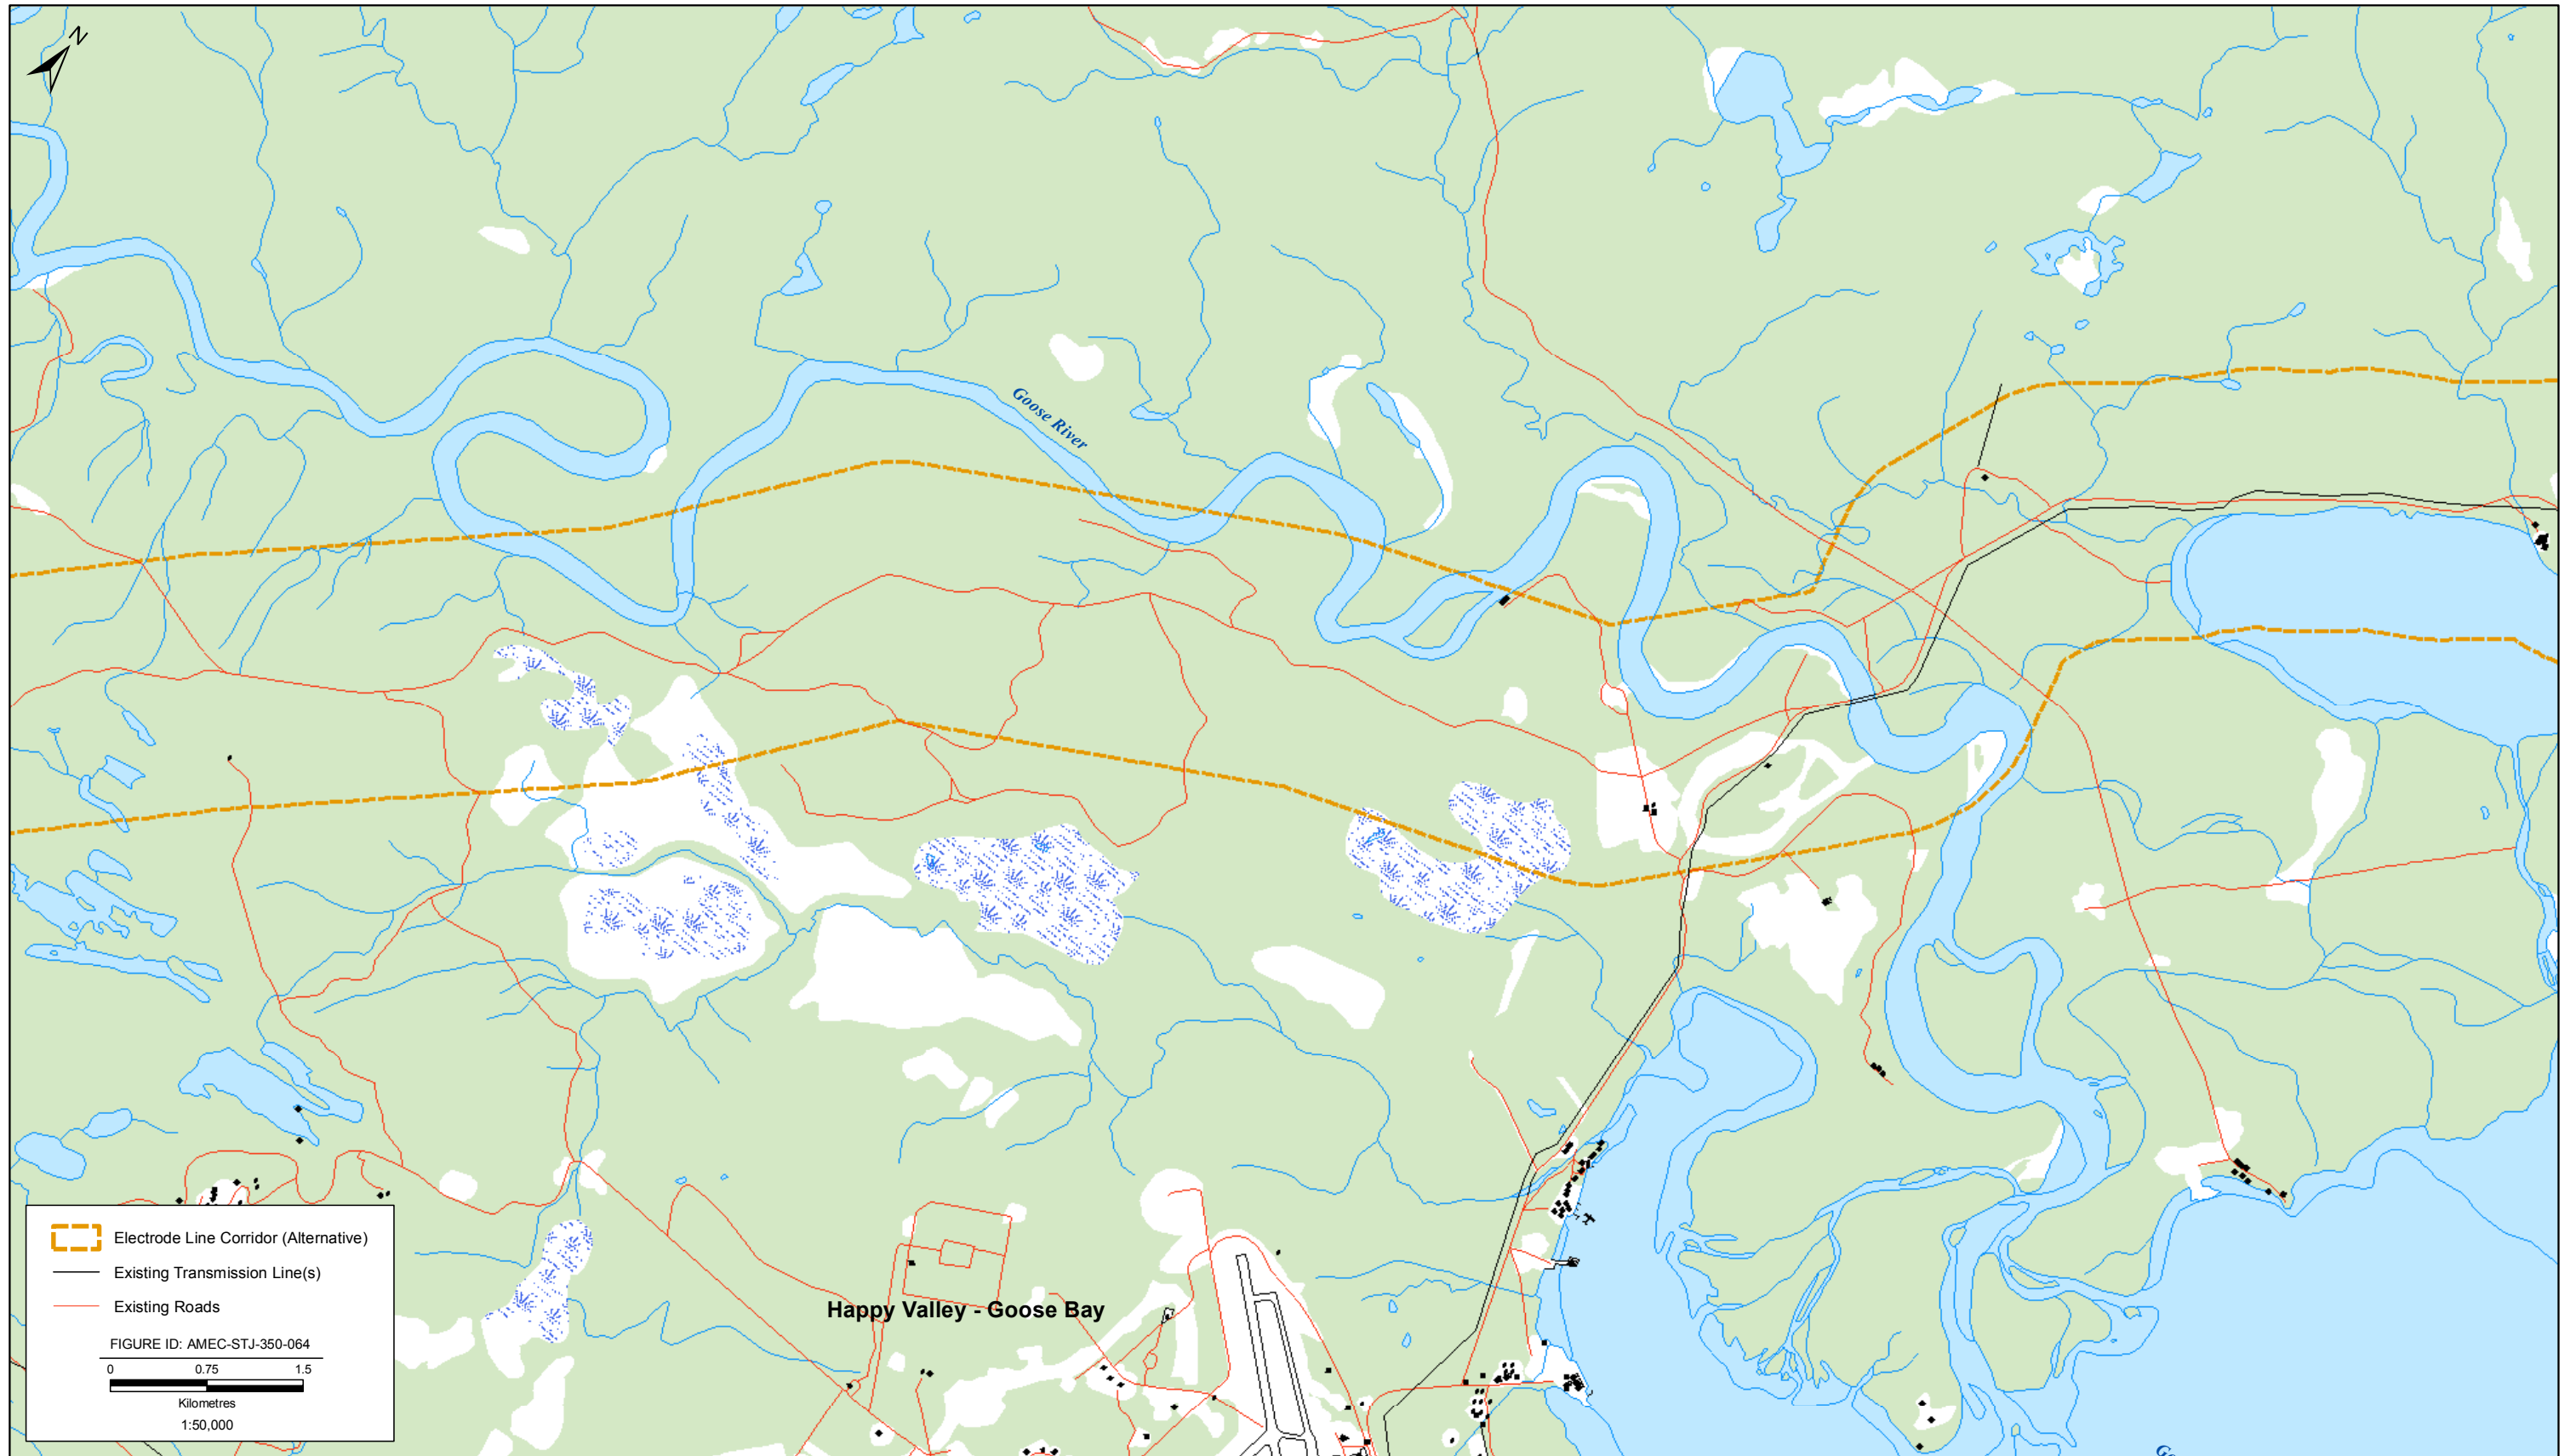 N
Goose River
Happy Valley - Goose Bay
Electrode Line Corridor (Alternative)
Existing Transmission Line(s)
Existing Roads
FIGURE ID: AMEC-STJ-350-064
0 0.75 1.5
Kilometres
1:50,000